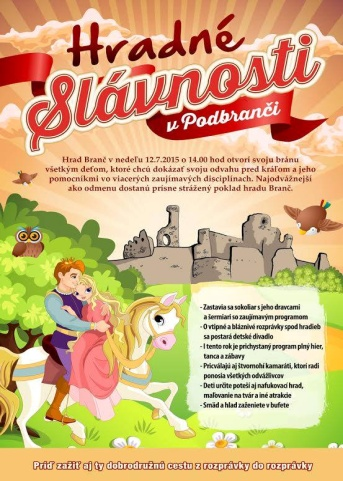 Hradné
Slávnosti
v Podbranči
Hrad Branč v nedeľu 12.7.2015 o 14.00 hod otvorí svoju bránu
všetkým deťom, ktoré chcú dokázať svoju odvahu pred kráľom a jeho
pomocníkmi vo viacerých zaujímavých disciplínach. Najodvážnejší
ako odmenu dostanú prísne strážený poklad hradu Branč.
- Zastavia sa sokoliar s jeho dravcami
a šermiari so zaujímavým programom
- O vtipné a bláznivé rozprávky spod hradieb
sa postará detské divadlo
- I tento rok je prichystaný program plný hier,
tanca a zábavy
- Pricválajú aj štvornohí kamaráti, ktorí radi
ponosia všetkých odvážlivcov
- Deti určite poteší aj nafukovací hrad,
maľovanie na tvár a iné atrakcie
- Smäd a hlad zaženiete v bufete
Príď zažiť aj ty dobrodružnú cestu z rozprávky do rozprávky